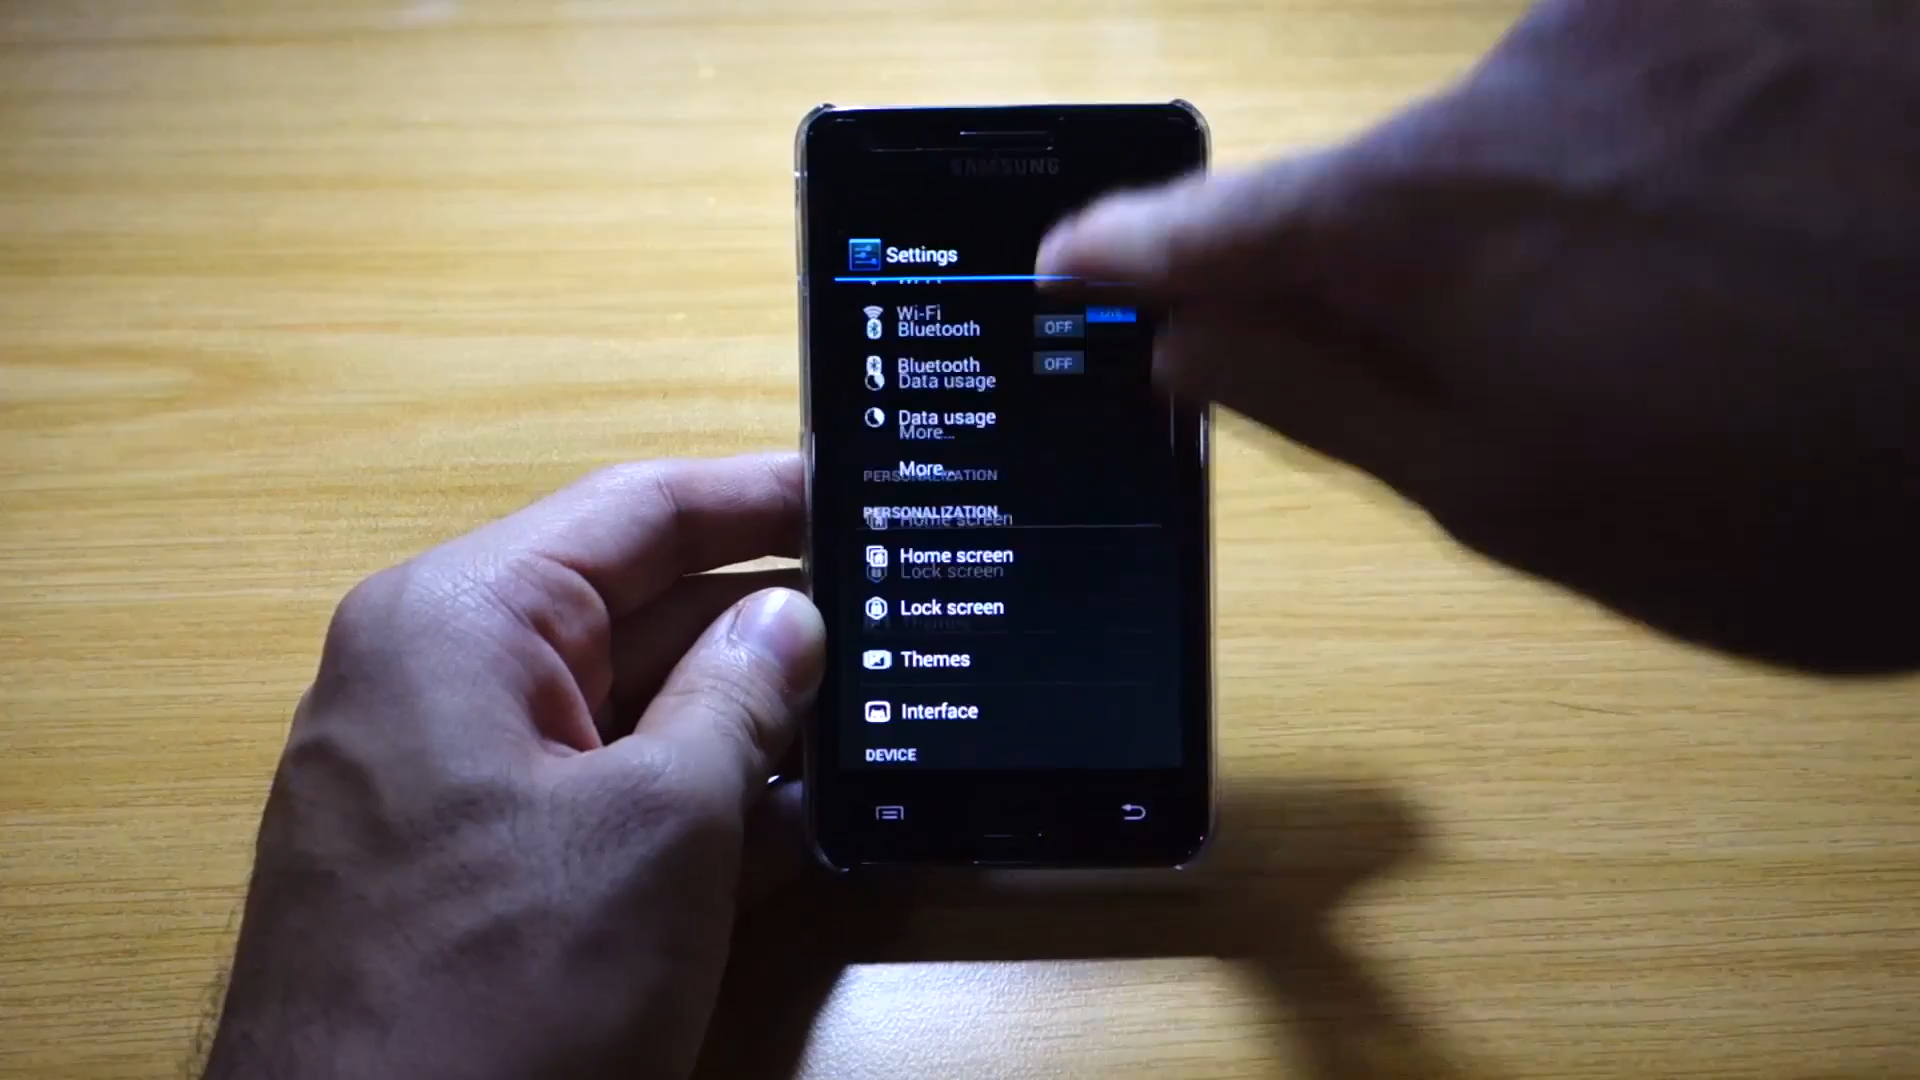 SAMSUNG
Settings
Wi-Fi
Bluetooth OFF
Bluetooth OFF
Data usage
Data usage
More...
More...
PERSONALIZATION
PERSONALIZATION
Home screen
Home screen
Lock screen
Lock screen
Themes
Themes
Interface
DEVICE